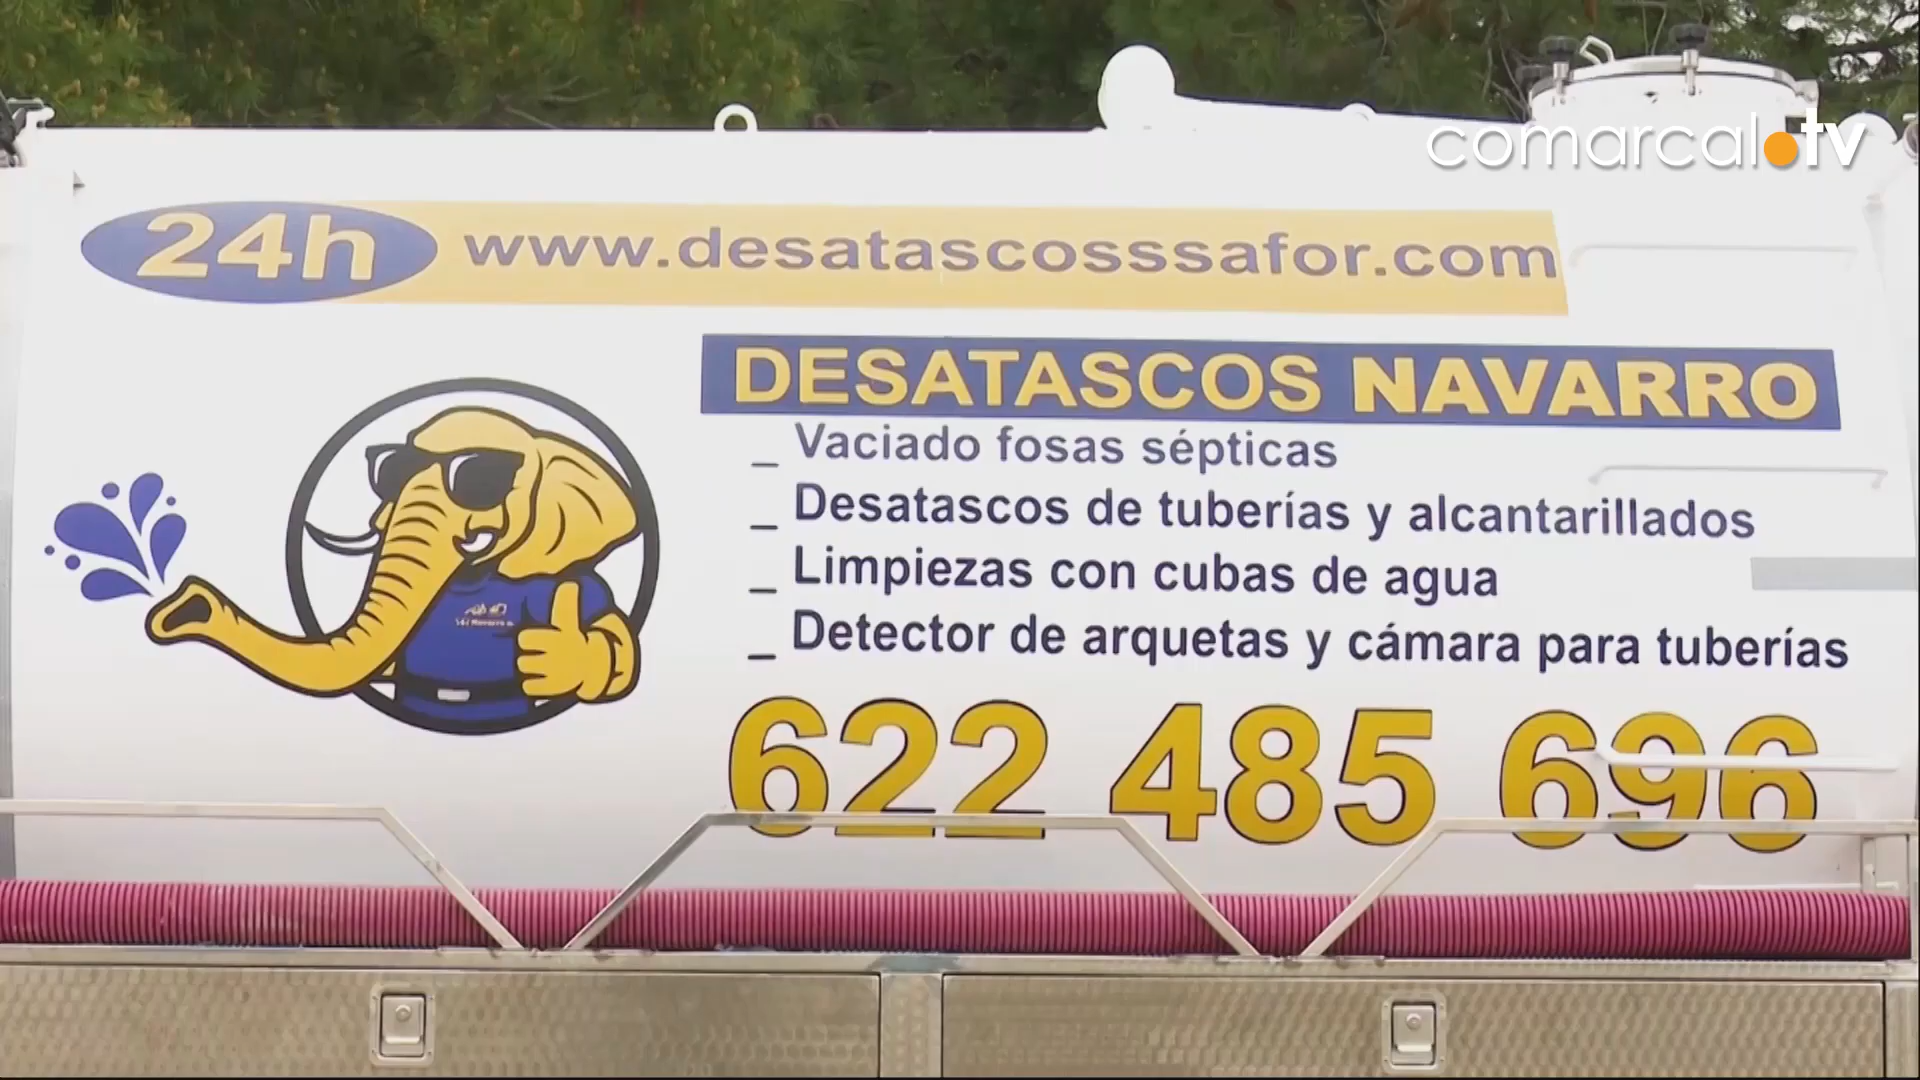 comarcal.tv
24h www.desatascosssafor.com
DESATASCOS NAVARRO
_ Vaciado fosas sépticas
_ Desatascos de tuberías y alcantarillados
_ Limpiezas con cubas de agua
_ Detector de arquetas y cámara para tuberías
622 485 696